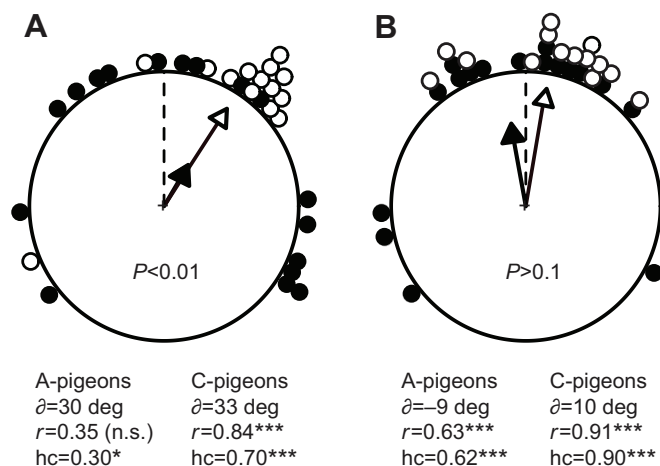 A
B
P<0.01
P>0.1
A-pigeons
∂=30 deg
r=0.35 (n.s.)
hc=0.30*
C-pigeons
∂=33 deg
r=0.84***
hc=0.70***
A-pigeons
∂=–9 deg
r=0.63***
hc=0.62***
C-pigeons
∂=10 deg
r=0.91***
hc=0.90***